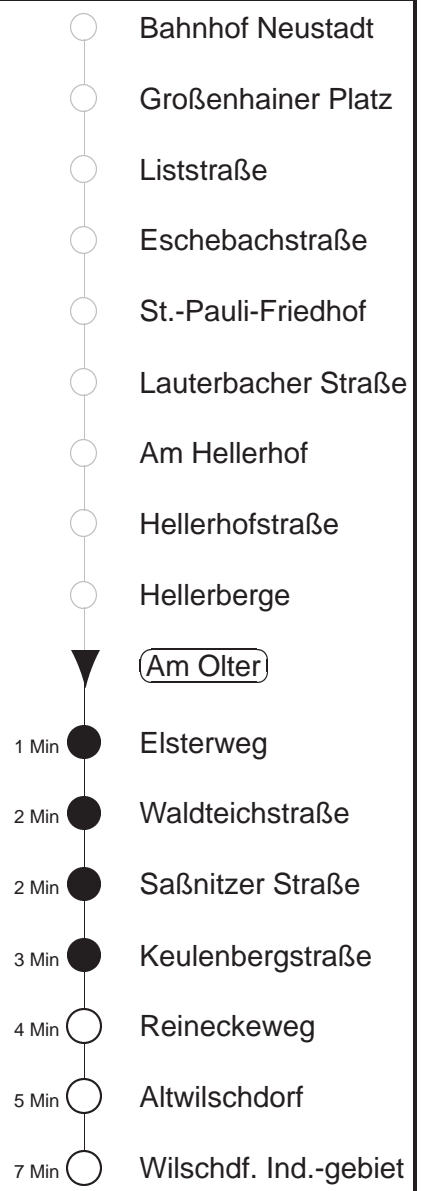 Bahnhof Neustadt
Großenhainer Platz
Liststraße
Eschebachstraße
St.-Pauli-Friedhof
Lauterbacher Straße
Am Hellerhof
Hellerhofstraße
Hellerberge
Am Olter
1 Min Elsterweg
2 Min Waldteichstraße
2 Min Saßnitzer Straße
3 Min Keulenbergstraße
4 Min Reineckeweg
5 Min Altwilschdorf
7 Min Wilschdf. Ind.-gebiet